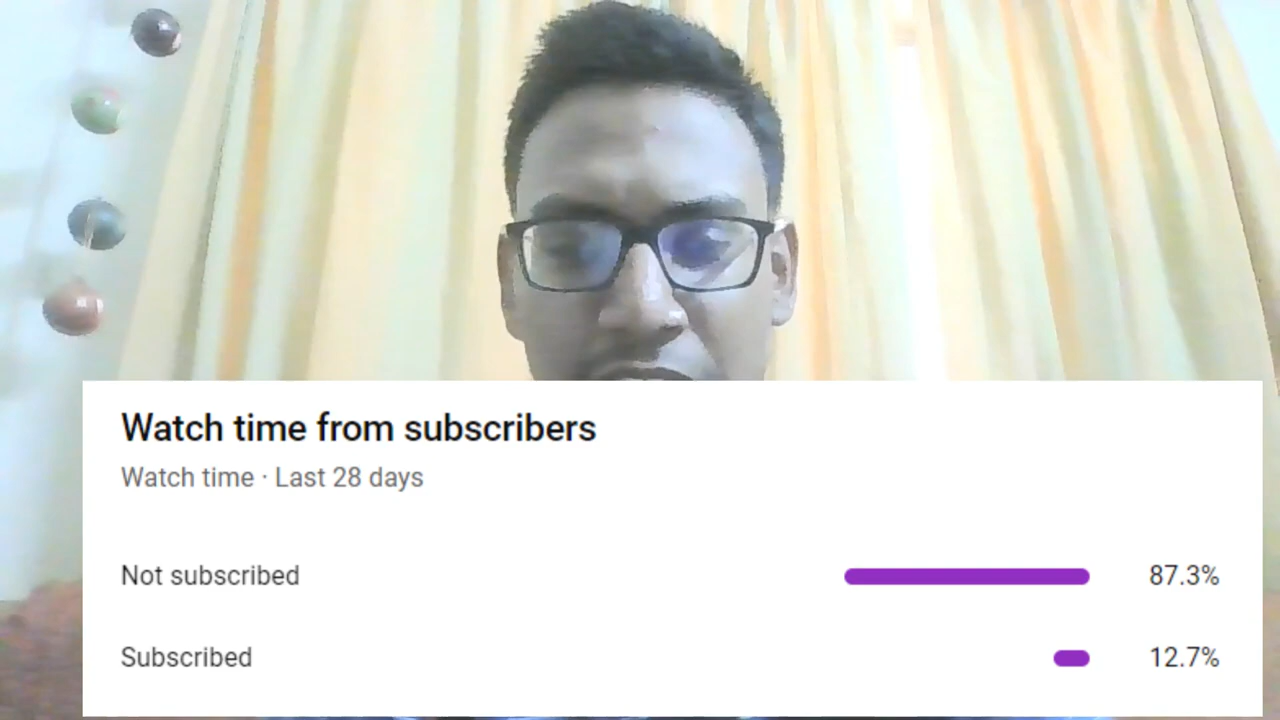 Watch time from subscribers
Watch time · Last 28 days
Not subscribed 87.3%
Subscribed 12.7%